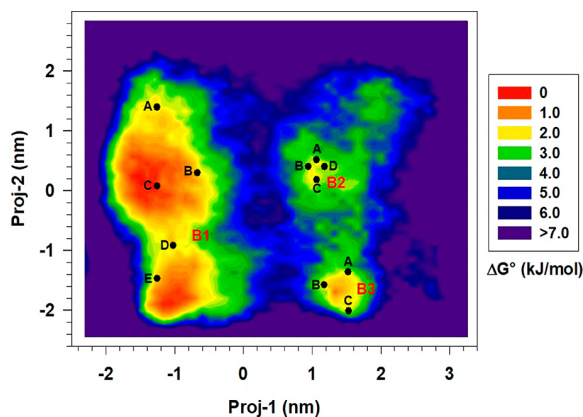 2
1
0
-1
-2
Proj-2 (nm)
-2
-1
0
1
2
3
Proj-1 (nm)
A
B
C
D
B1
E
A
B
D
C
B2
A
B
B3
C
0
1.0
2.0
3.0
4.0
5.0
6.0
>7.0
ΔG° (kJ/mol)